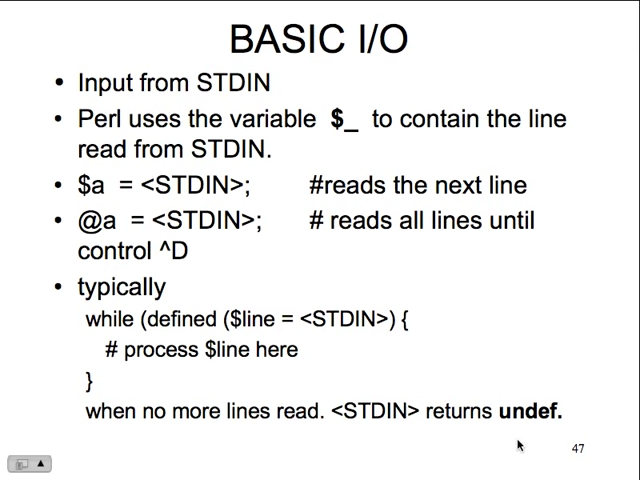 BASIC I/O
• Input from STDIN
• Perl uses the variable $_ to contain the line
read from STDIN.
• $a = <STDIN>; #reads the next line
• @a = <STDIN>; # reads all lines until
control ^D
• typically
while (defined ($line = <STDIN>) {
# process $line here
}
when no more lines read. <STDIN> returns undef.
47